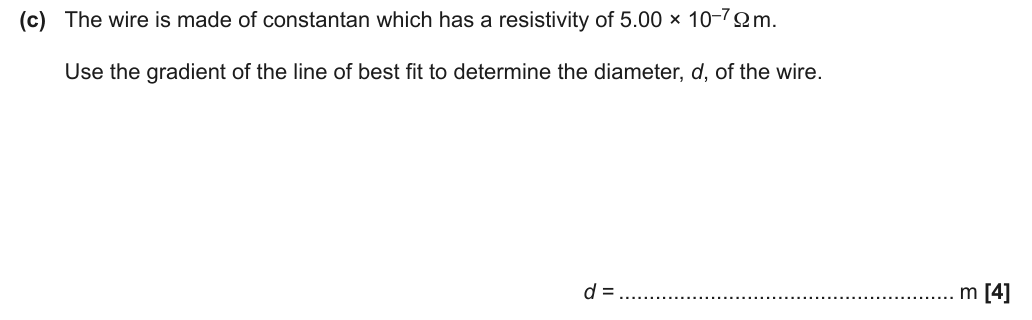 (c) The wire is made of constantan which has a resistivity of 5.00 × 10⁻⁷ Ω m.
Use the gradient of the line of best fit to determine the diameter, d, of the wire.
d = ........................................................ m [4]